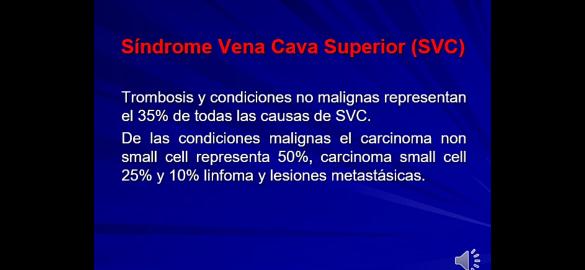 Síndrome Vena Cava Superior (SVC)
Trombosis y condiciones no malignas representan
el 35% de todas las causas de SVC.
De las condiciones malignas el carcinoma non
small cell representa 50%, carcinoma small cell
25% y 10% linfoma y lesiones metastásicas.